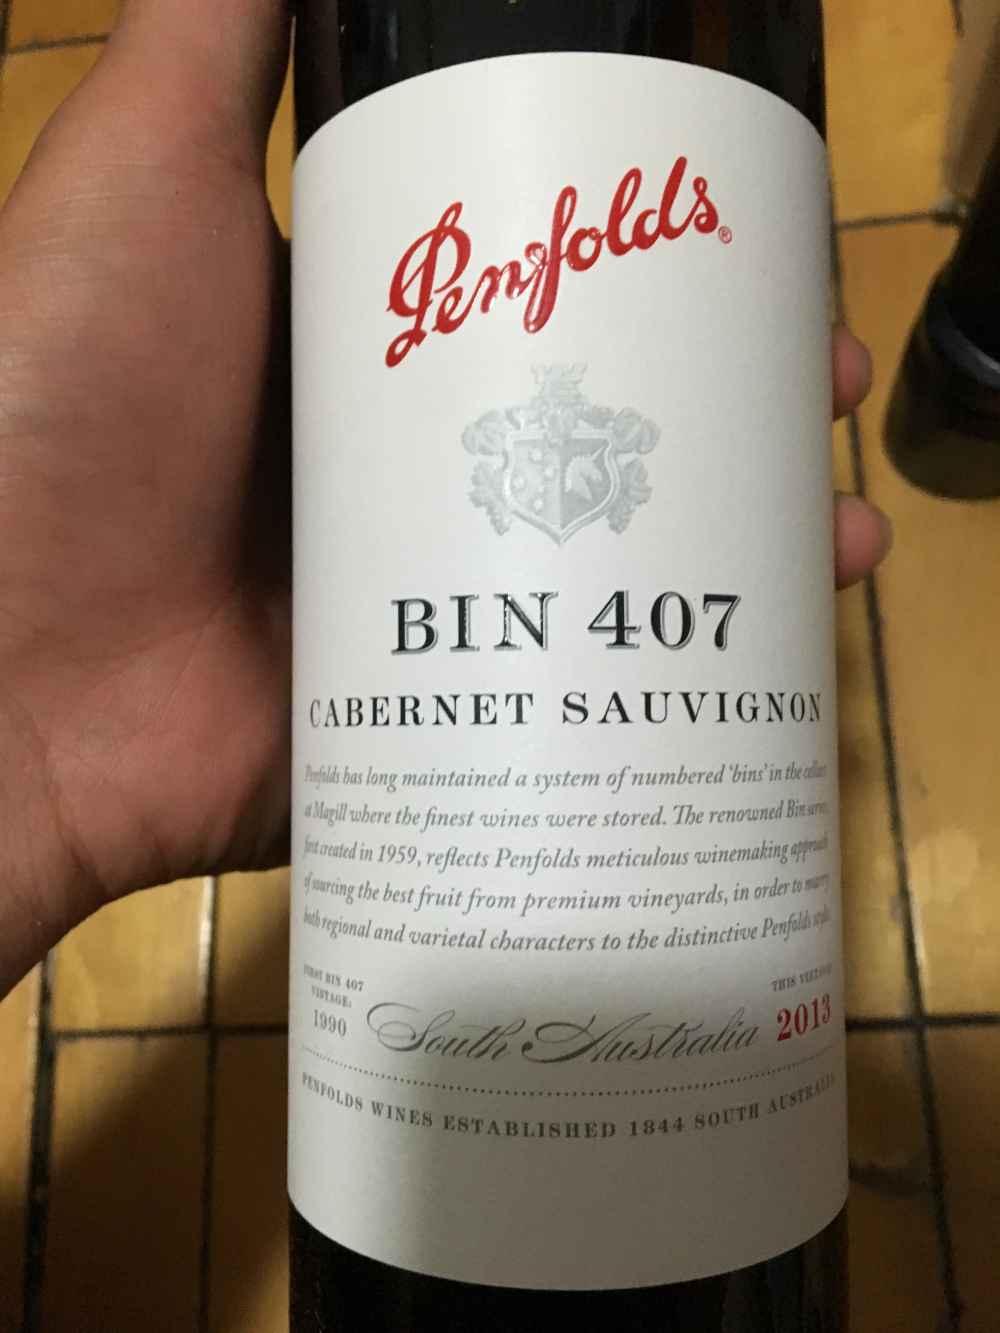 Penfolds®
BIN 407
CABERNET SAUVIGNON
Penfolds has long maintained a system of numbered 'bins' in the cellars
at Magill where the finest wines were stored. The renowned Bin series,
first created in 1959, reflects Penfolds meticulous winemaking approach
of sourcing the best fruit from premium vineyards, in order to marry
both regional and varietal characters to the distinctive Penfolds style.
FIRST BIN 407
VINTAGE:
1990
South Australia
THIS VINTAGE
2013
PENFOLDS WINES ESTABLISHED 1844 SOUTH AUSTRALIA